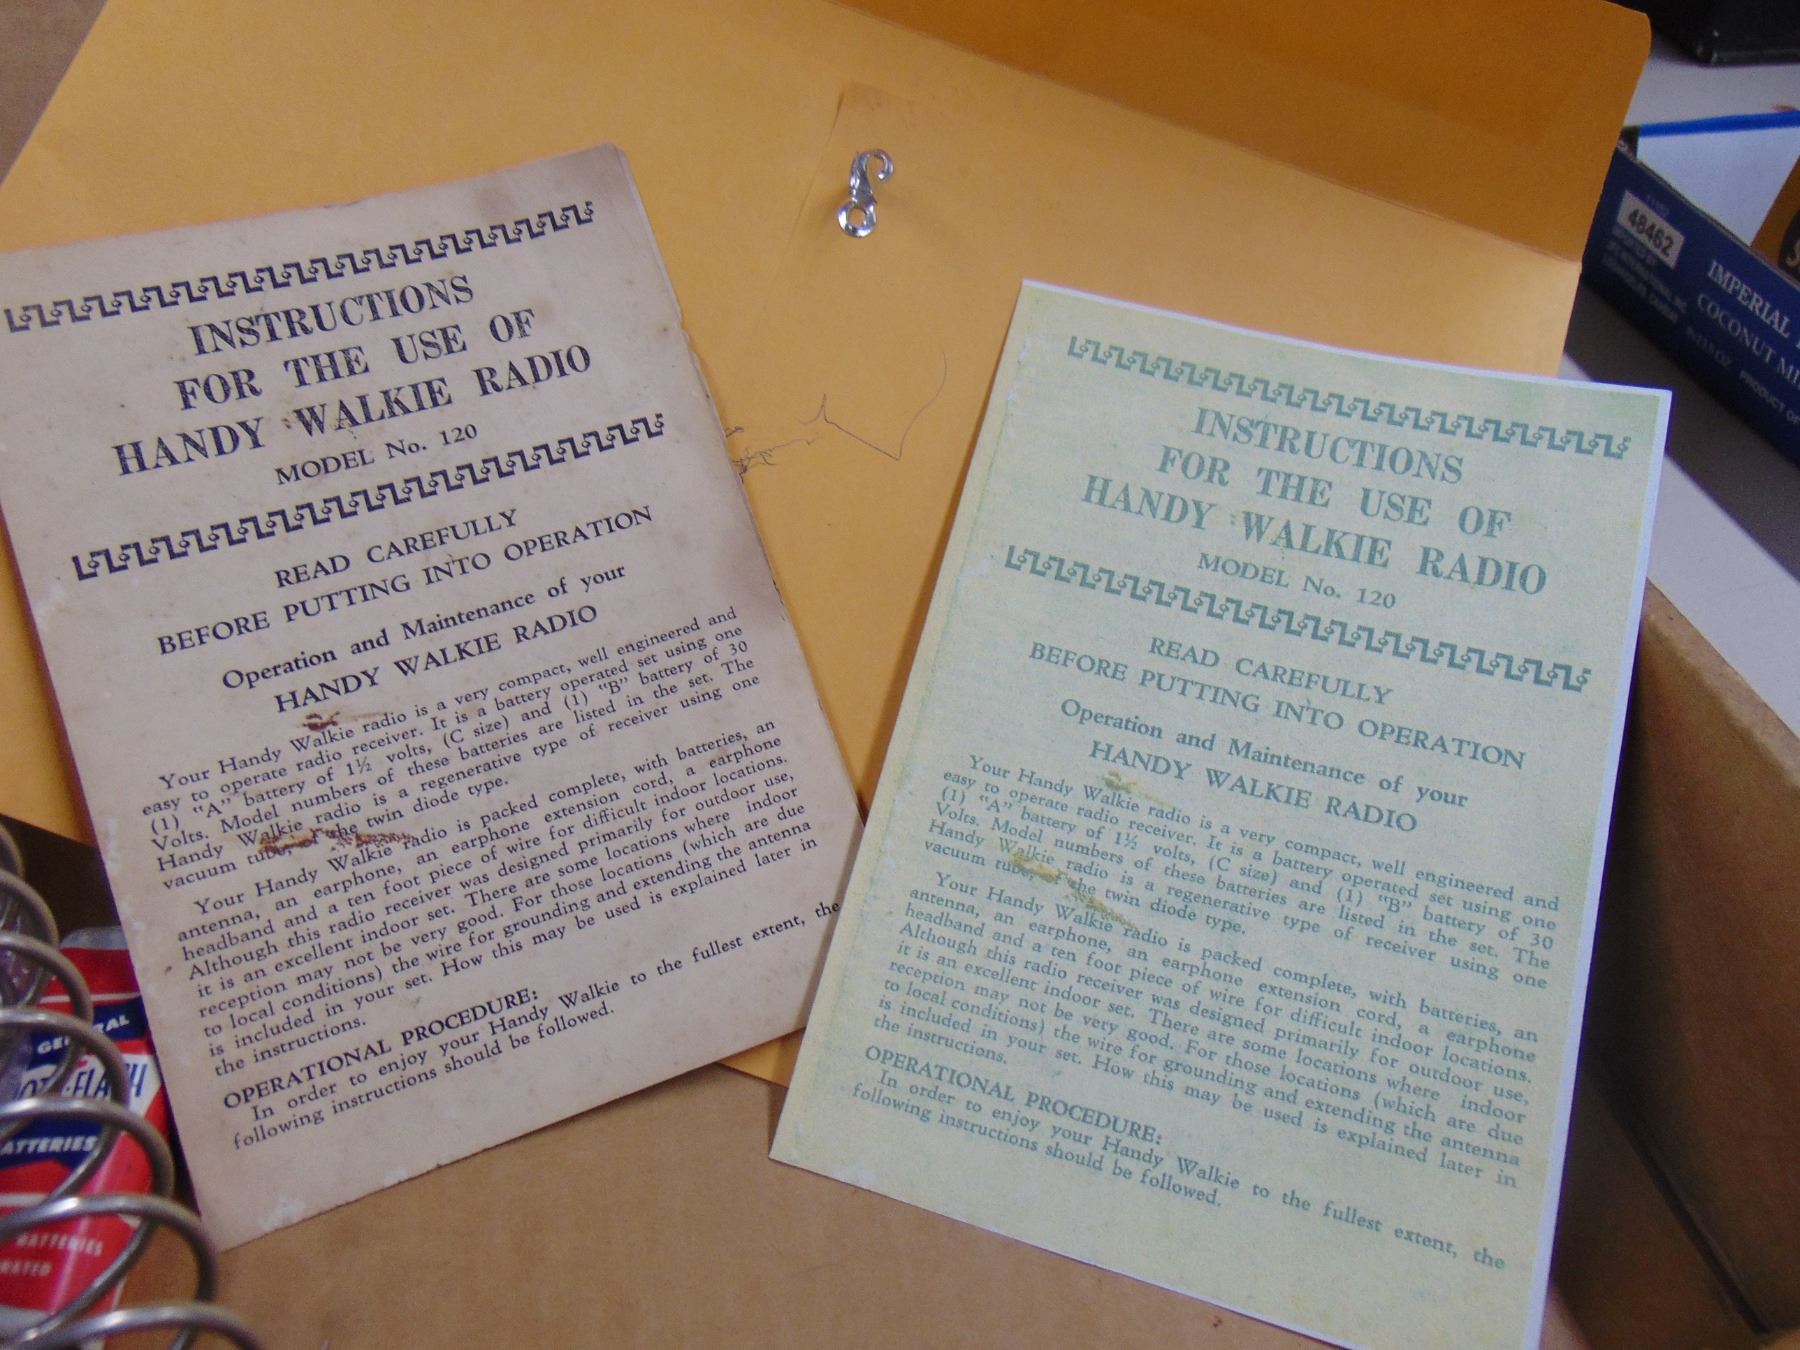 INSTRUCTIONS
FOR THE USE OF
HANDY WALKIE RADIO
MODEL No. 120
READ CAREFULLY
BEFORE PUTTING INTO OPERATION
Operation and Maintenance of your
HANDY WALKIE RADIO
Your Handy Walkie radio is a very compact, well engineered and
easy to operate radio receiver. It is a battery operated set using one
(1) "A" battery of 1½ volts, (C size) and (1) "B" battery of 30
Volts. Model numbers of these batteries are listed in the set. The
Handy Walkie radio is a regenerative type of receiver using one
vacuum tube, of the twin diode type.
Your Handy Walkie radio is packed complete, with batteries, an
antenna, an earphone, an earphone extension cord, a earphone
headband and a ten foot piece of wire for difficult indoor locations.
Although this radio receiver was designed primarily for outdoor use,
it is an excellent indoor set. There are some locations where indoor
reception may not be very good. For those locations (which are due
to local conditions) the wire for grounding and extending the antenna
is included in your set. How this may be used is explained later in
the instructions.
OPERATIONAL PROCEDURE:
In order to enjoy your Handy Walkie to the fullest extent, the
following instructions should be followed.
INSTRUCTIONS
FOR THE USE OF
HANDY WALKIE RADIO
MODEL No. 120
READ CAREFULLY
BEFORE PUTTING INTO OPERATION
Operation and Maintenance of your
HANDY WALKIE RADIO
Your Handy Walkie radio is a very compact, well engineered and
easy to operate radio receiver. It is a battery operated set using one
(1) "A" battery of 1½ volts, (C size) and (1) "B" battery of 30
Volts. Model numbers of these batteries are listed in the set. The
Handy Walkie radio is a regenerative type of receiver using one
vacuum tube, of the twin diode type.
Your Handy Walkie radio is packed complete, with batteries, an
antenna, an earphone, an earphone extension cord, a earphone
headband and a ten foot piece of wire for difficult indoor locations.
Although this radio receiver was designed primarily for outdoor use,
it is an excellent indoor set. There are some locations where indoor
reception may not be very good. For those locations (which are due
to local conditions) the wire for grounding and extending the antenna
is included in your set. How this may be used is explained later in
the instructions.
OPERATIONAL PROCEDURE:
In order to enjoy your Handy Walkie to the fullest extent, the
following instructions should be followed.
48462
IMPERIAL
COCONUT
PRODUCT
BATTERIES